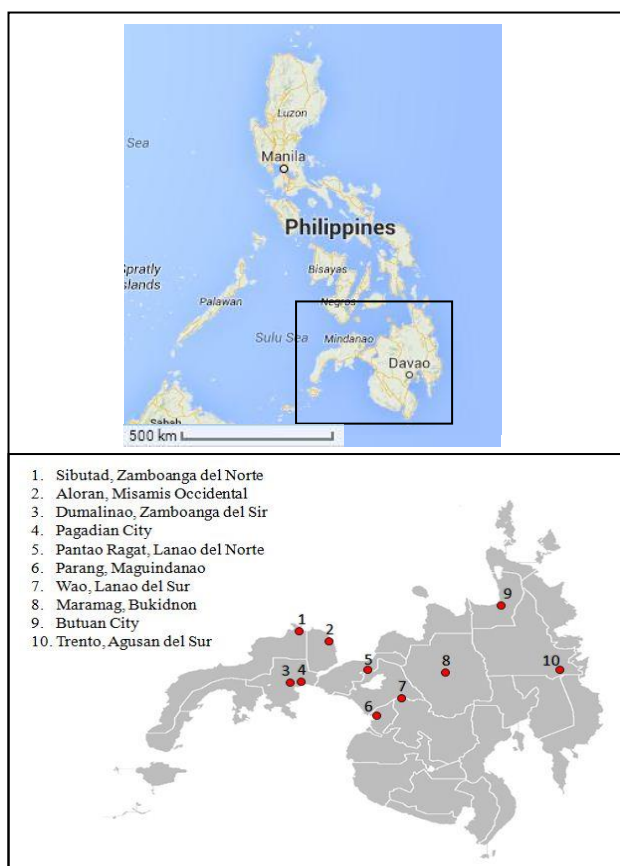 Luzon
Sea
Manila
Philippines
Spratly
Islands
Bisayas
Palawan
Negros
Sulu Sea
Mindanao
Davao
Sabah
500 km
1. Sibutad, Zamboanga del Norte
2. Aloran, Misamis Occidental
3. Dumalinao, Zamboanga del Sir
4. Pagadian City
5. Pantao Ragat, Lanao del Norte
6. Parang, Maguindanao
7. Wao, Lanao del Sur
8. Maramag, Bukidnon
9. Butuan City
10. Trento, Agusan del Sur
9
1
2
5
8
10
3 4
7
6